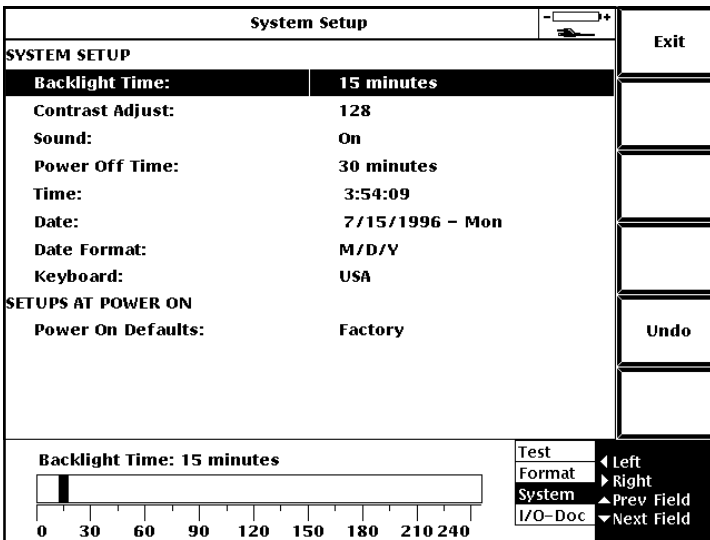 System Setup
- +
Exit
SYSTEM SETUP
Backlight Time: 15 minutes
Contrast Adjust: 128
Sound: On
Power Off Time: 30 minutes
Time: 3:54:09
Date: 7/15/1996 – Mon
Date Format: M/D/Y
Keyboard: USA
SETUPS AT POWER ON
Power On Defaults: Factory
Undo
Backlight Time: 15 minutes
0 30 60 90 120 150 180 210 240
Test
Format
System
I/O–Doc
Left
Right
Prev Field
Next Field